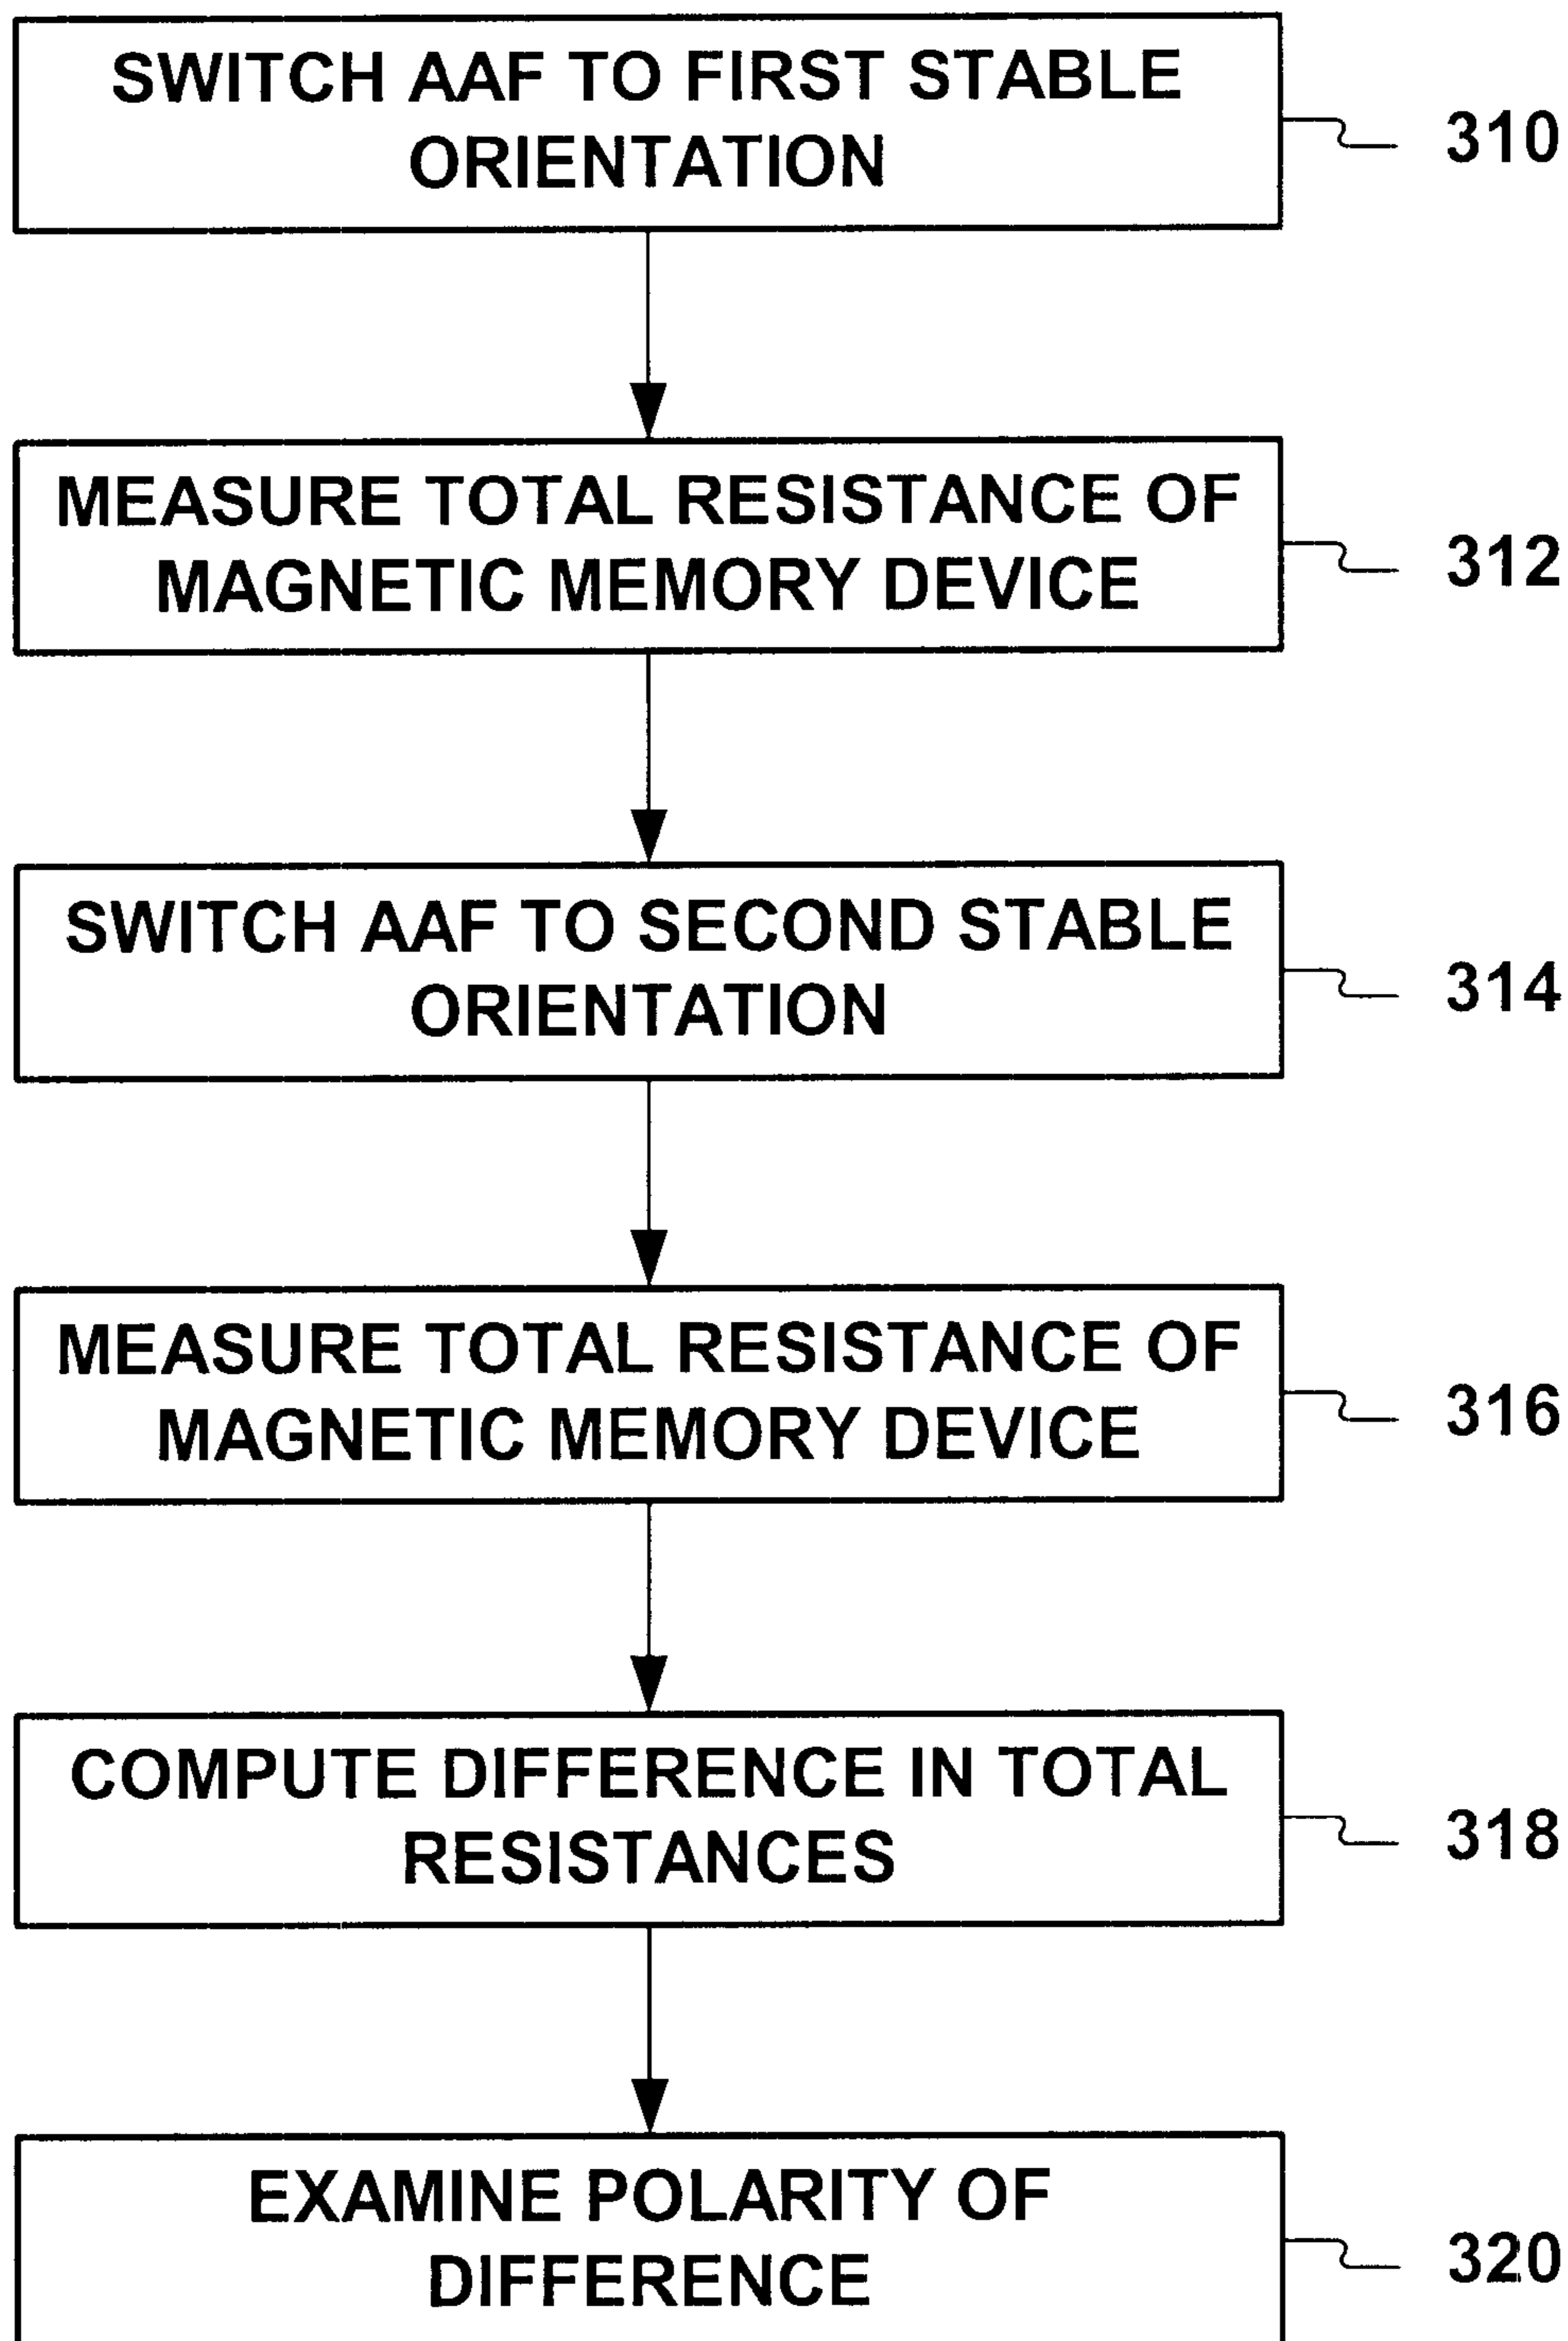 SWITCH AAF TO FIRST STABLE
ORIENTATION
310
MEASURE TOTAL RESISTANCE OF
MAGNETIC MEMORY DEVICE
312
SWITCH AAF TO SECOND STABLE
ORIENTATION
314
MEASURE TOTAL RESISTANCE OF
MAGNETIC MEMORY DEVICE
316
COMPUTE DIFFERENCE IN TOTAL
RESISTANCES
318
EXAMINE POLARITY OF
DIFFERENCE
320